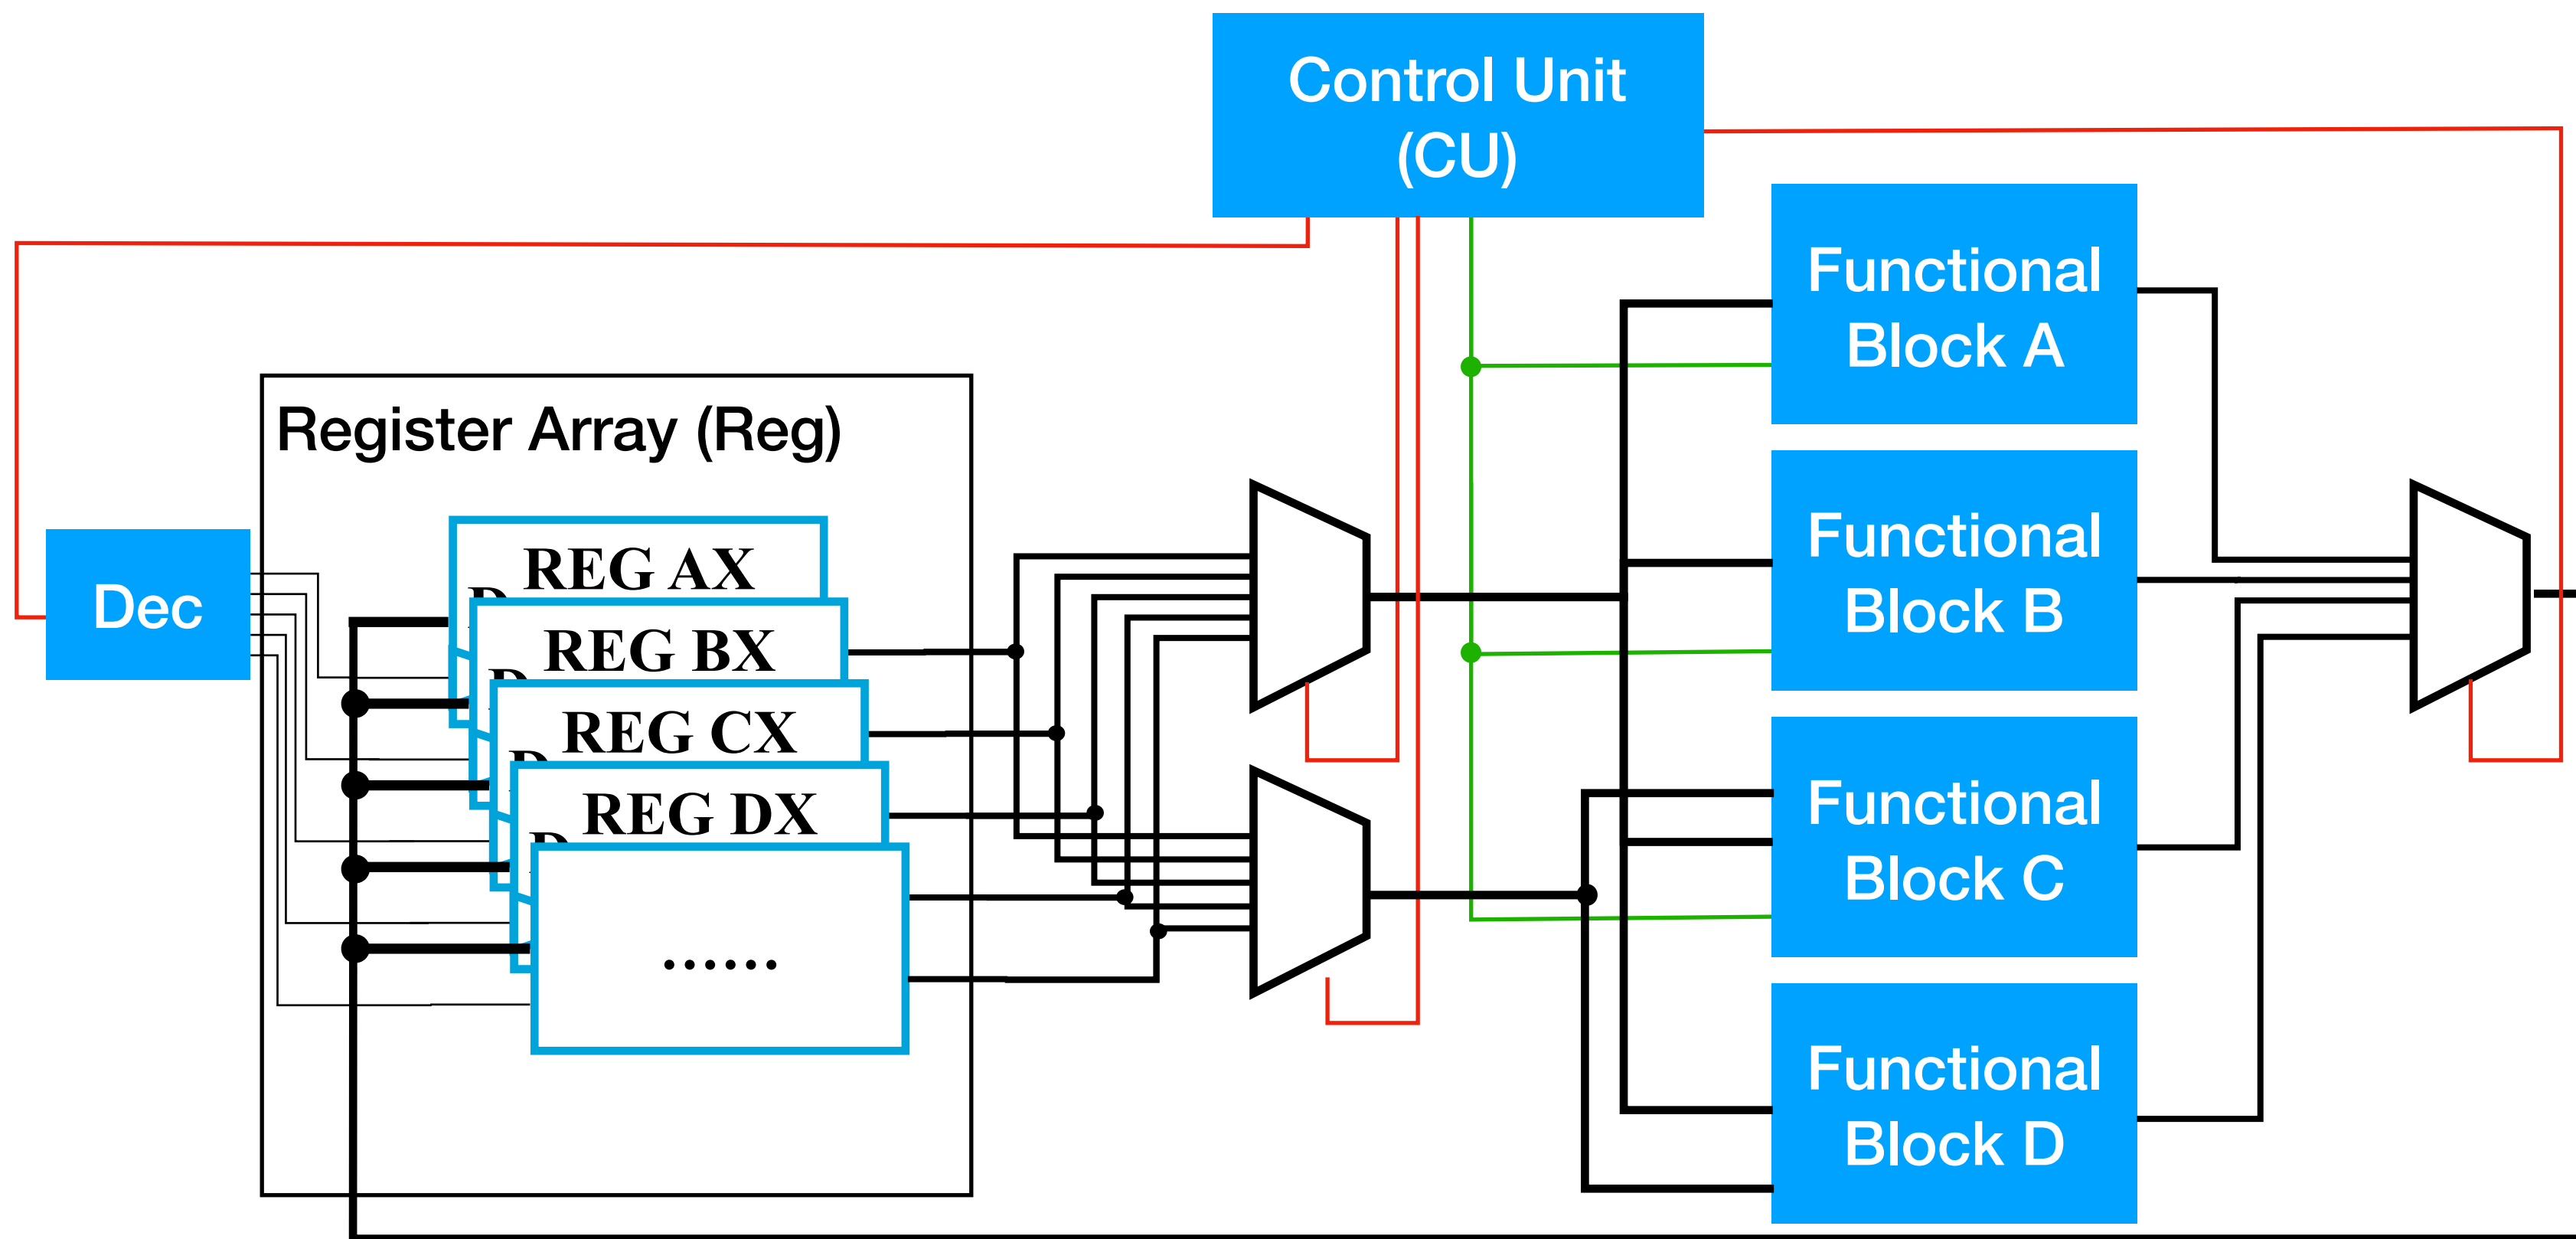 Control Unit
(CU)
Functional
Block A
Register Array (Reg)
REG AX
Dec
REG BX
Functional
Block B
REG CX
REG DX
Functional
Block C
......
Functional
Block D